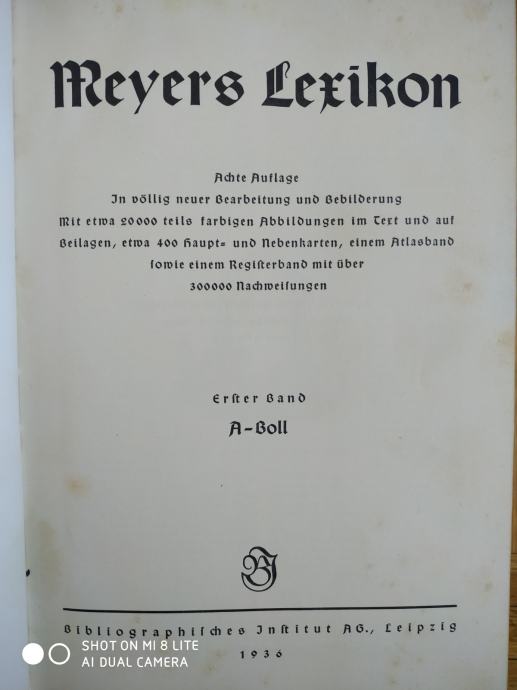 Meyers Lexikon
Achte Auflage
In völlig neuer Bearbeitung und Bebilderung
Mit etwa 20000 teils farbigen Abbildungen im Text und auf
Beilagen, etwa 400 Haupt= und Nebenkarten, einem Atlasband
ſowie einem Regiſterband mit über
300000 Nachweiſungen
Erſter Band
A-Boll
BJ
Bibliographiſches Inſtitut AG., Leipzig
1936
SHOT ON MI 8 LITE
AI DUAL CAMERA